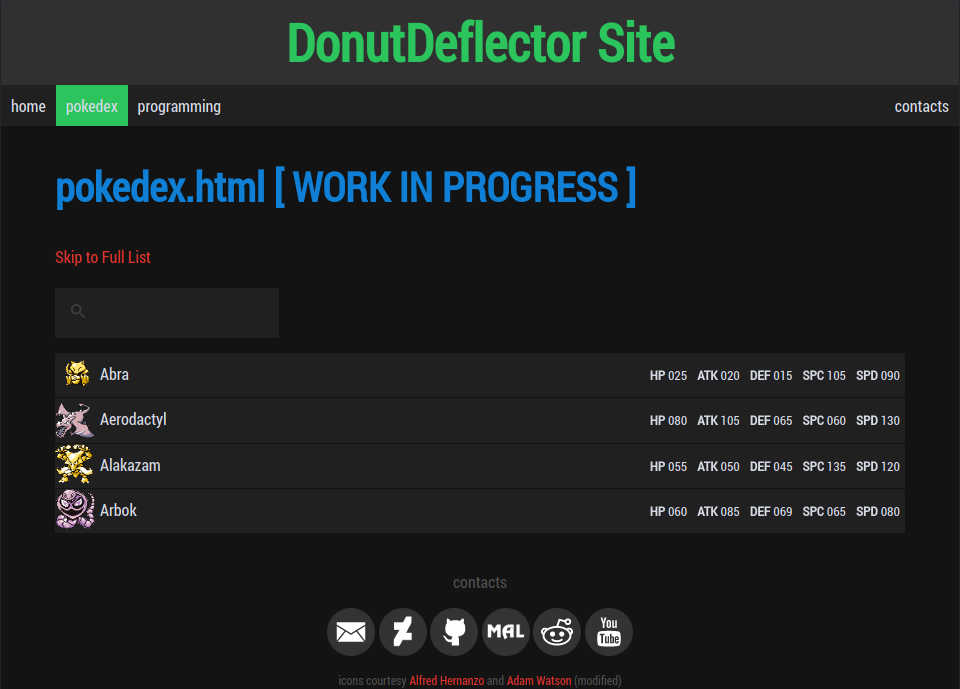 DonutDeflector Site
home pokedex programming contacts
pokedex.html [ WORK IN PROGRESS ]
Skip to Full List
Abra HP 025 ATK 020 DEF 015 SPC 105 SPD 090
Aerodactyl HP 080 ATK 105 DEF 065 SPC 060 SPD 130
Alakazam HP 055 ATK 050 DEF 045 SPC 135 SPD 120
Arbok HP 060 ATK 085 DEF 069 SPC 065 SPD 080
contacts
MAL You Tube
icons courtesy Alfred Hernanzo and Adam Watson (modified)